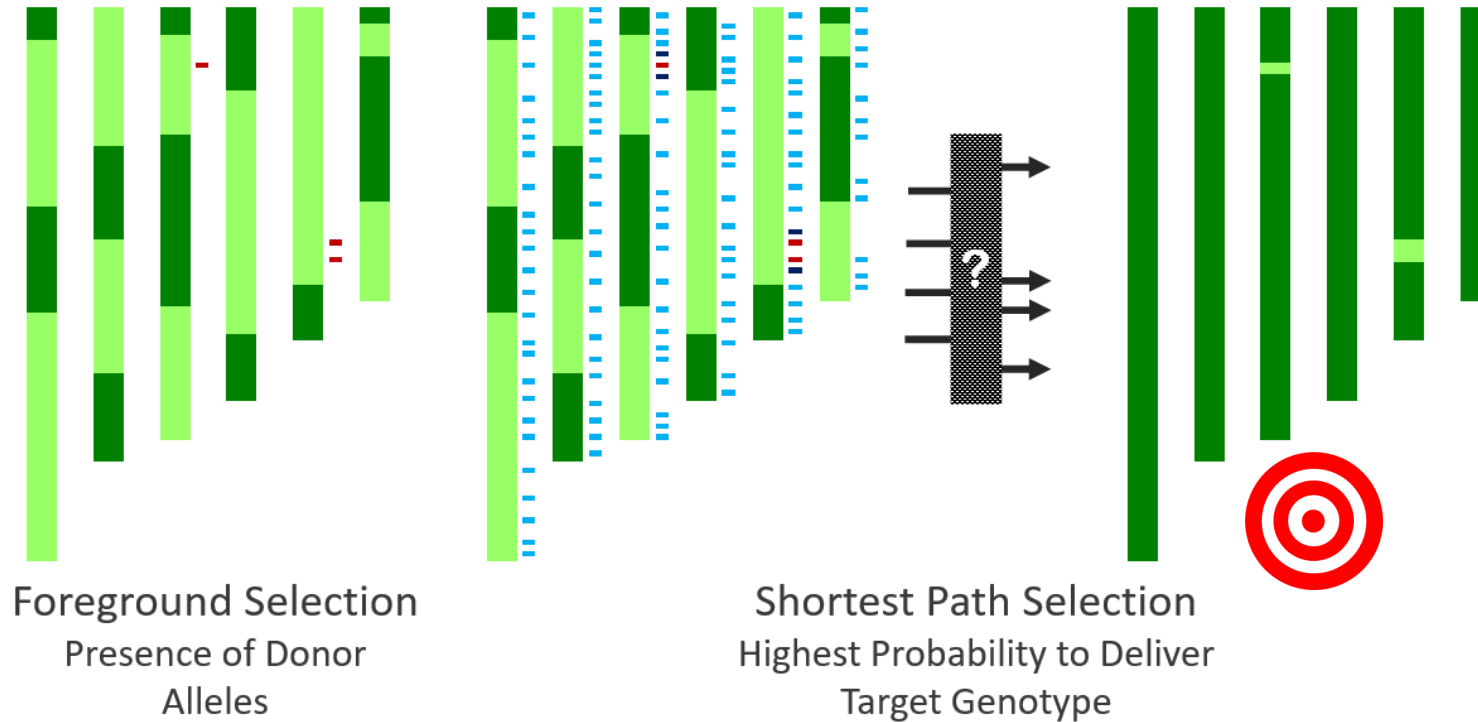 ?
Foreground Selection
Presence of Donor
Alleles
Shortest Path Selection
Highest Probability to Deliver
Target Genotype